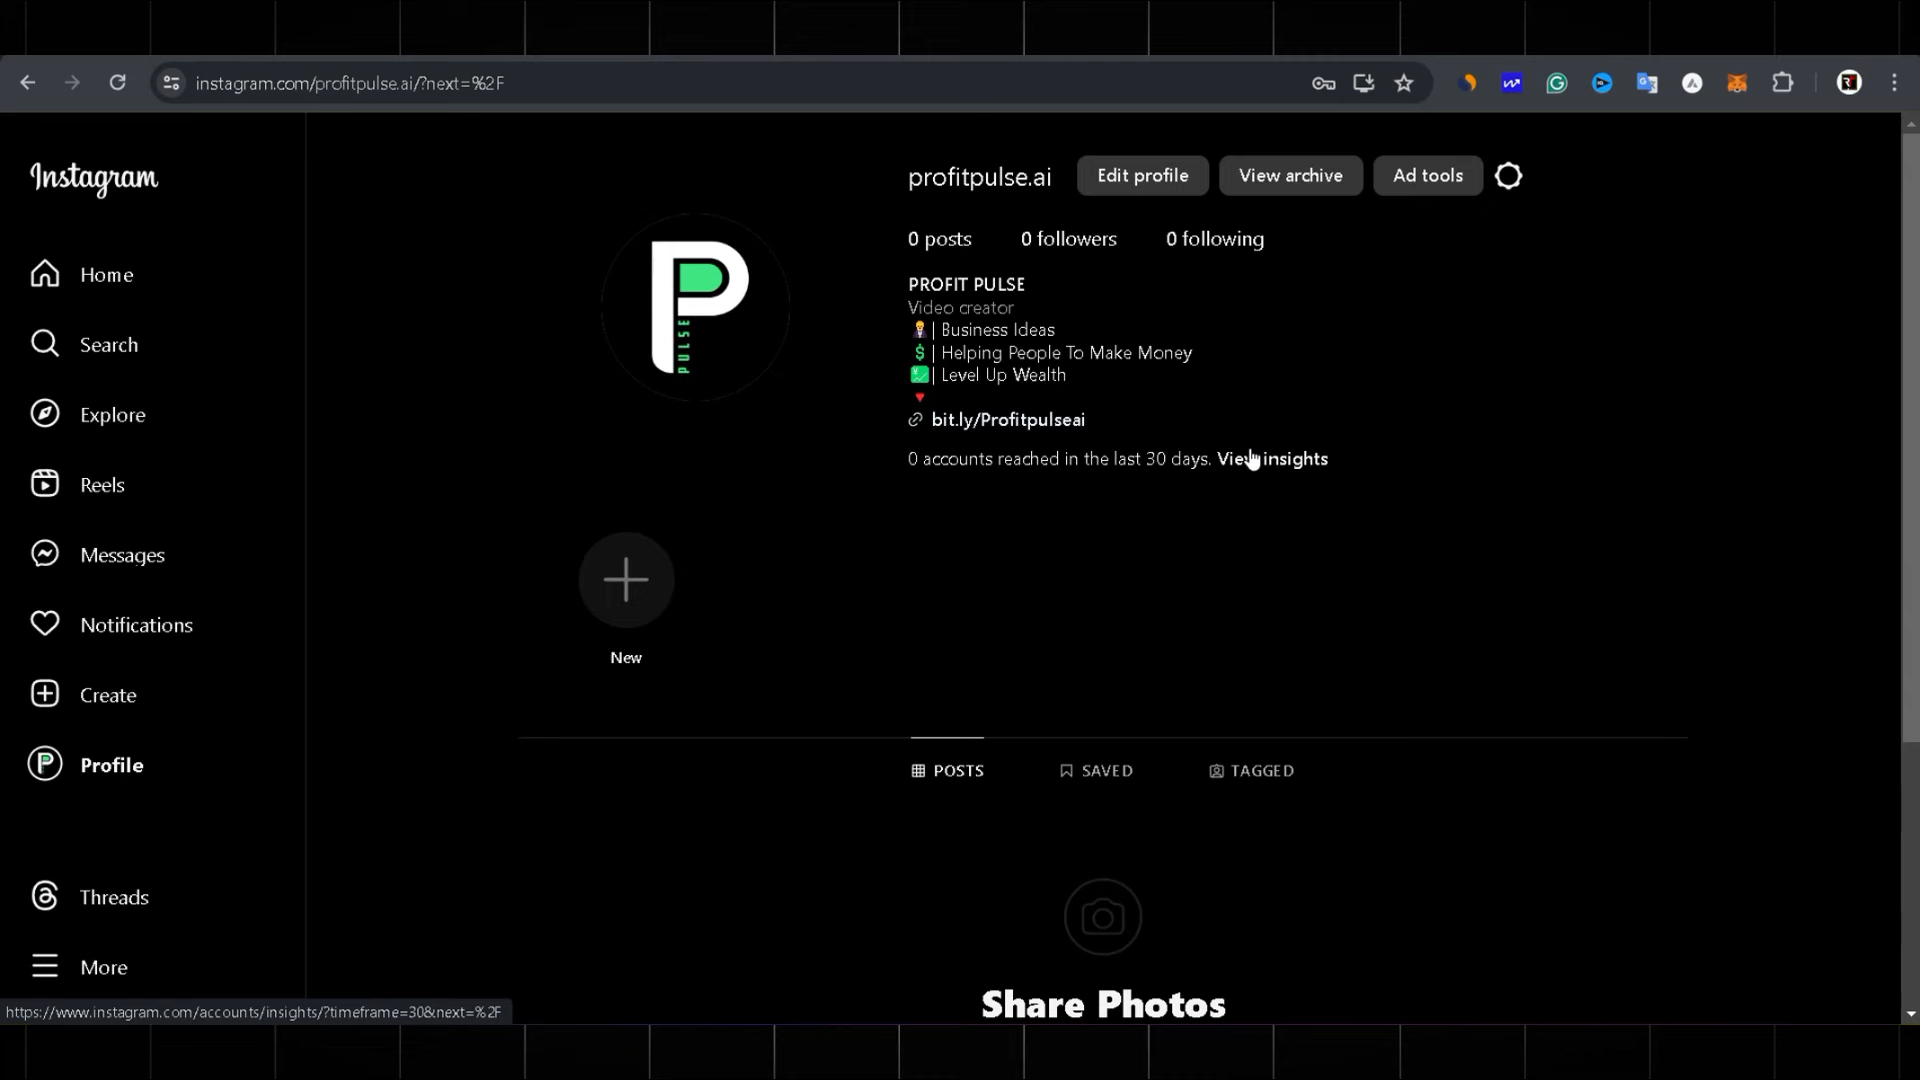 instagram.com/profitpulse.ai/?next=%2F
Instagram
Home
Search
Explore
Reels
Messages
Notifications
Create
Profile
Threads
More
profitpulse.ai Edit profile View archive Ad tools
0 posts 0 followers 0 following
PROFIT PULSE
Video creator
| Business Ideas
| Helping People To Make Money
| Level Up Wealth
bit.ly/Profitpulseai
0 accounts reached in the last 30 days. View insights
P
PULSE
New
POSTS SAVED TAGGED
Share Photos
https://www.instagram.com/accounts/insights/?timeframe=30&next=%2F